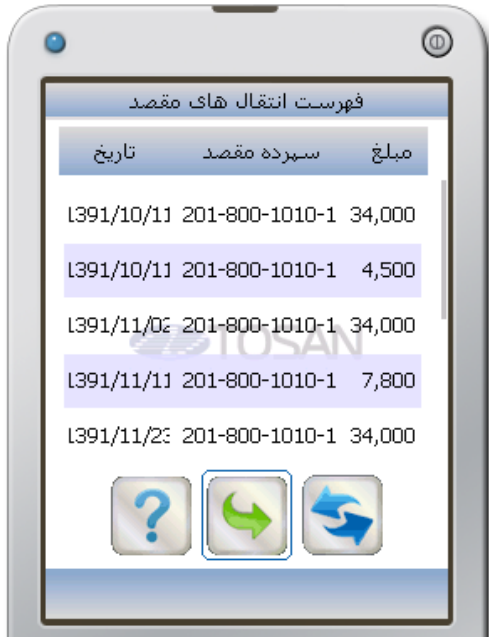 فهرست انتقال های مقصد
مبلغ سپرده مقصد تاریخ
34,000 201-800-1010-1 1391/10/11
4,500 201-800-1010-1 1391/10/11
34,000 201-800-1010-1 1391/11/02
TOSAN
7,800 201-800-1010-1 1391/11/11
34,000 201-800-1010-1 1391/11/23